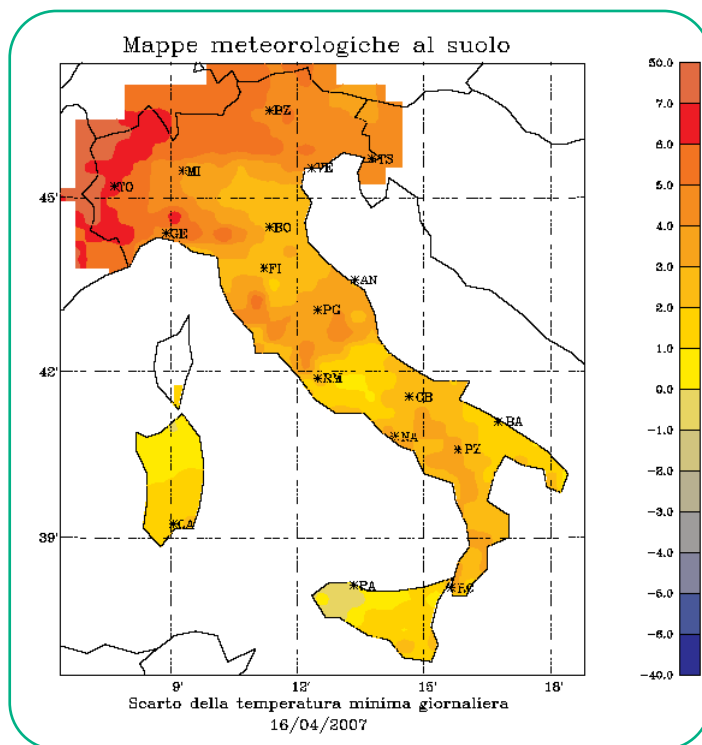 Mappe meteorologiche al suolo
50.0
7.0
6.0
5.0
4.0
3.0
2.0
1.0
0.0
-1.0
-2.0
-3.0
-4.0
-5.0
-6.0
-40.0
BZ
TS
VE
MI
TO
45'
BO
GE
FI
AN
PG
42'
RM
CB
BA
NA
PZ
CA
39'
PA
RC
9'
12'
15'
18'
Scarto della temperatura minima giornaliera
16/04/2007